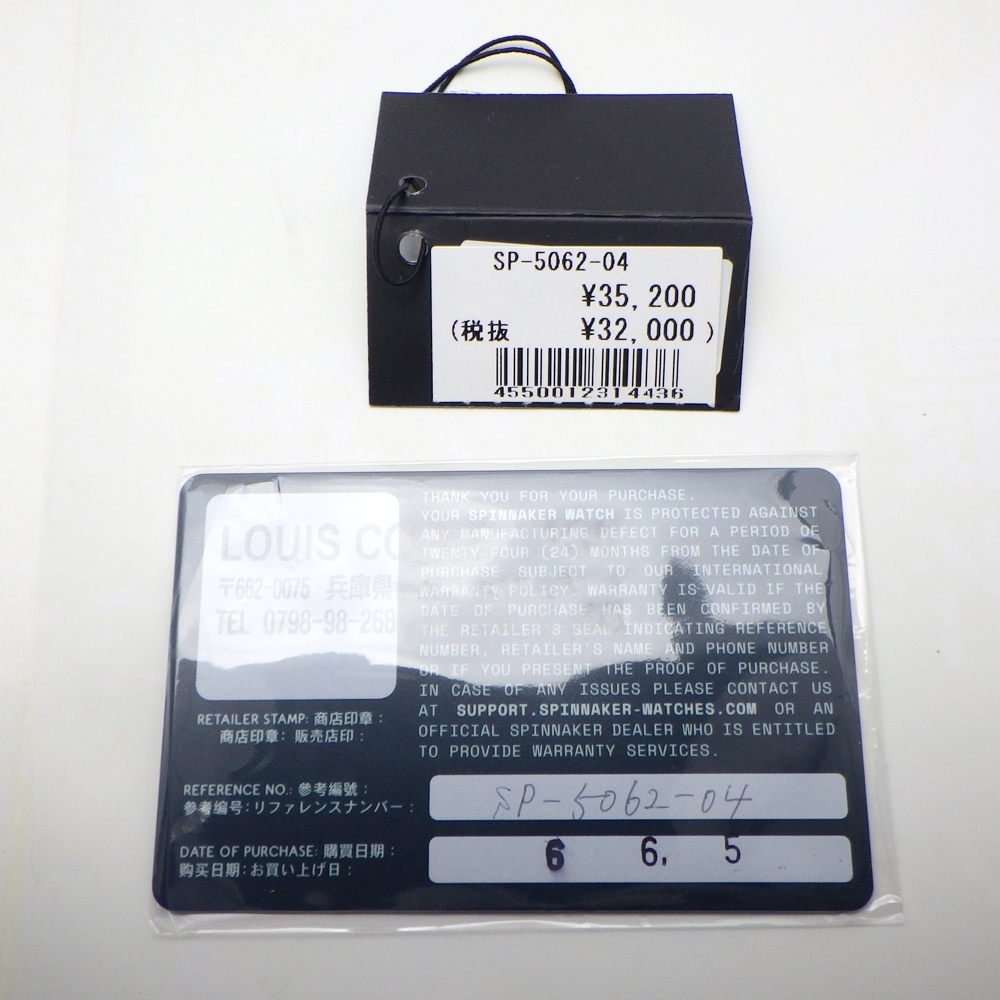 SP-5062-04
¥35,200
(税抜 ¥32,000)
4550012314436
LOUIS CO
〒662-0075 兵庫県
TEL 0798-98-268
THANK YOU FOR YOUR PURCHASE.
YOUR SPINNAKER WATCH IS PROTECTED AGAINST
ANY MANUFACTURING DEFECT FOR A PERIOD OF
TWENTY-FOUR (24) MONTHS FROM THE DATE OF
PURCHASE SUBJECT TO OUR INTERNATIONAL
WARRANTY POLICY. WARRANTY IS VALID IF THE
DATE OF PURCHASE HAS BEEN CONFIRMED BY
THE RETAILER'S SEAL INDICATING REFERENCE
NUMBER, RETAILER'S NAME AND PHONE NUMBER
OR IF YOU PRESENT THE PROOF OF PURCHASE.
IN CASE OF ANY ISSUES PLEASE CONTACT US
AT SUPPORT.SPINNAKER-WATCHES.COM OR AN
OFFICIAL SPINNAKER DEALER WHO IS ENTITLED
TO PROVIDE WARRANTY SERVICES.
RETAILER STAMP: 商店印章:
商店印章: 販売店印:
REFERENCE NO.: 參考編號:
参考编号: リファレンスナンバー:
SP-5062-04
DATE OF PURCHASE: 購買日期:
购买日期: お買い上げ日:
6 6. 5